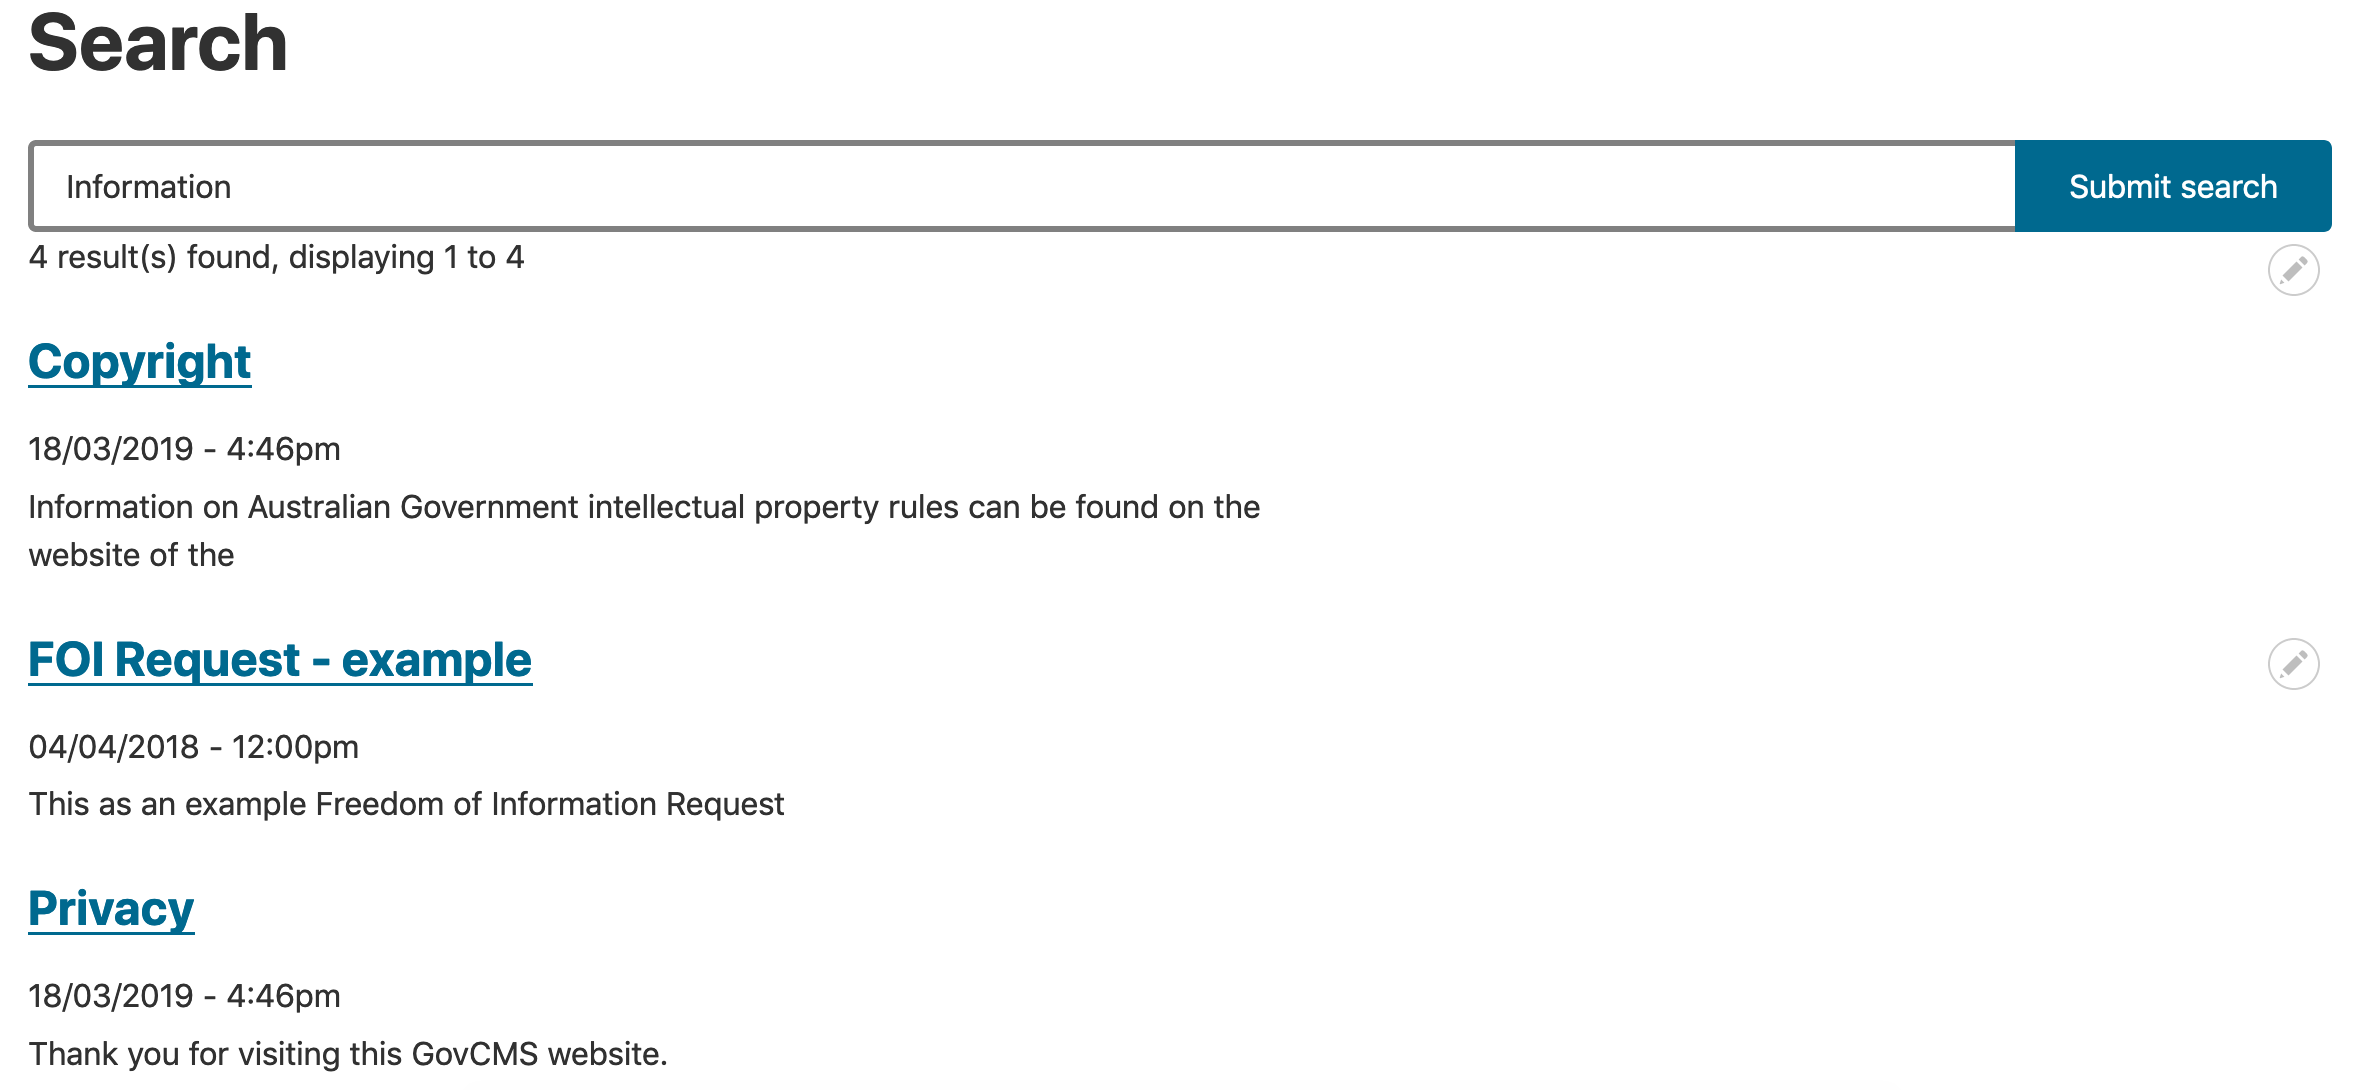 Search
Information
Submit search
4 result(s) found, displaying 1 to 4
Copyright
18/03/2019 - 4:46pm
Information on Australian Government intellectual property rules can be found on the
website of the
FOI Request - example
04/04/2018 - 12:00pm
This as an example Freedom of Information Request
Privacy
18/03/2019 - 4:46pm
Thank you for visiting this GovCMS website.